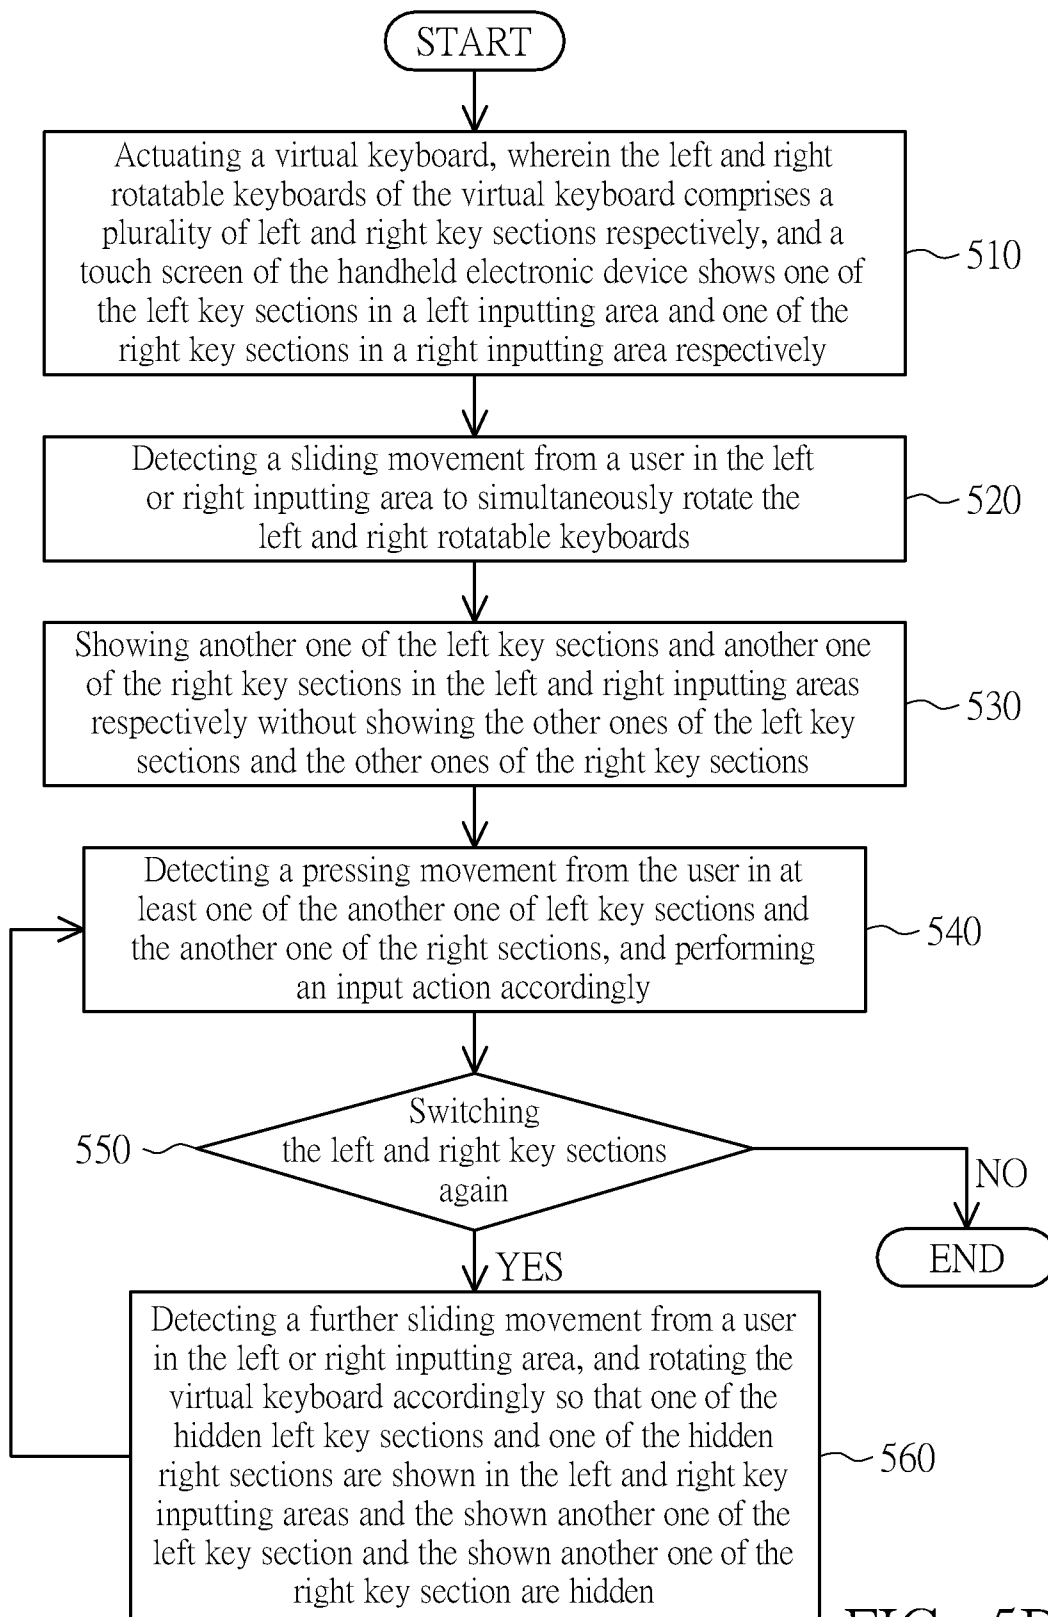 START
Actuating a virtual keyboard, wherein the left and right
rotatable keyboards of the virtual keyboard comprises a
plurality of left and right key sections respectively, and a
touch screen of the handheld electronic device shows one of
the left key sections in a left inputting area and one of the
right key sections in a right inputting area respectively
510
Detecting a sliding movement from a user in the left
or right inputting area to simultaneously rotate the
left and right rotatable keyboards
520
Showing another one of the left key sections and another one
of the right key sections in the left and right inputting areas
respectively without showing the other ones of the left key
sections and the other ones of the right key sections
530
Detecting a pressing movement from the user in at
least one of the another one of left key sections and
the another one of the right sections, and performing
an input action accordingly
540
Switching
the left and right key sections
again
550
NO
END
YES
Detecting a further sliding movement from a user
in the left or right inputting area, and rotating the
virtual keyboard accordingly so that one of the
hidden left key sections and one of the hidden
right sections are shown in the left and right key
inputting areas and the shown another one of the
left key section and the shown another one of the
right key section are hidden
560